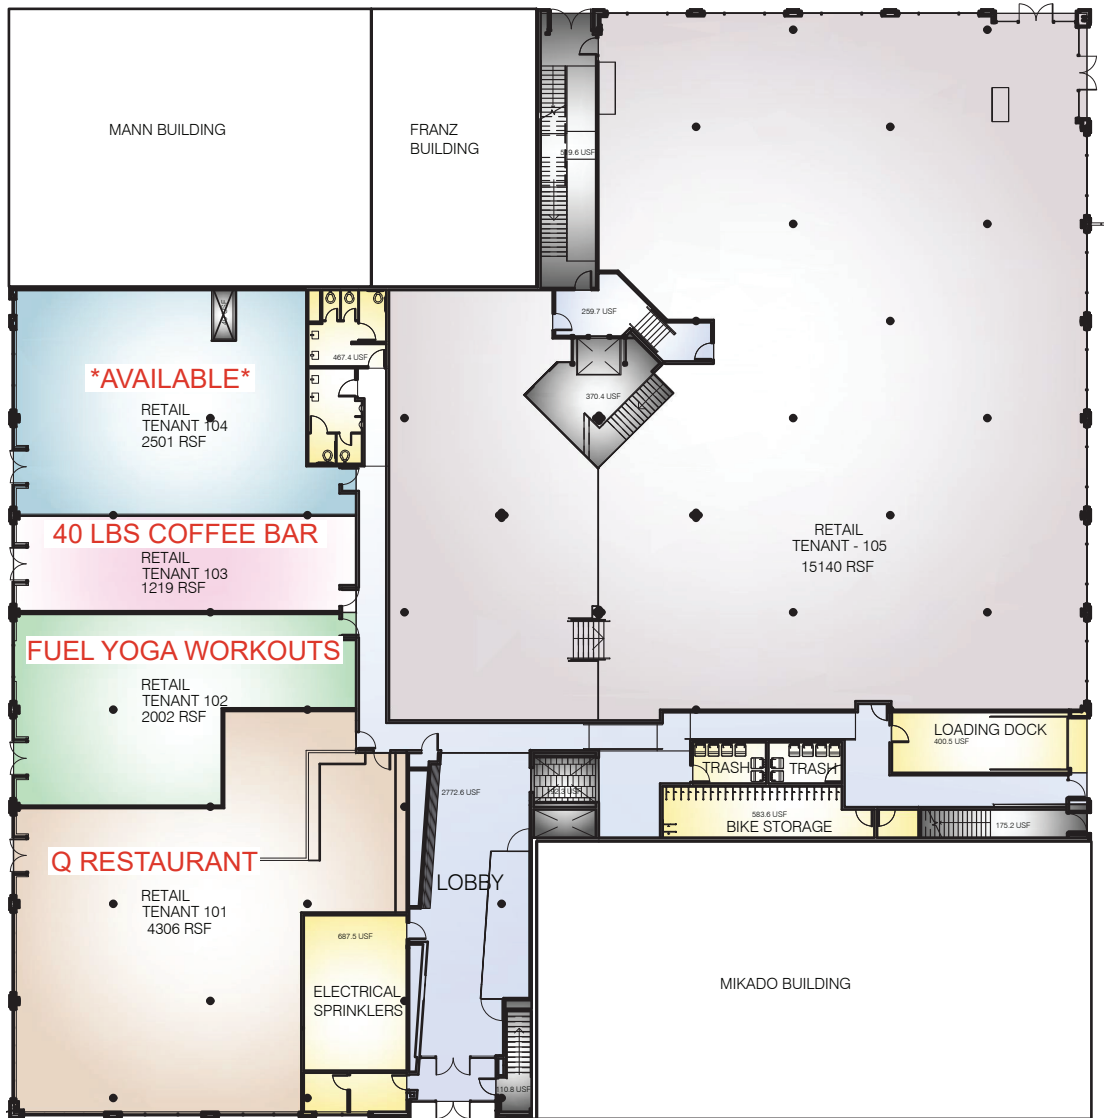 MANN BUILDING
FRANZ
BUILDING
519.6 USF
259.7 USF
467.4 USF
370.4 USF
*AVAILABLE*
RETAIL
TENANT 104
2501 RSF
40 LBS COFFEE BAR
RETAIL
TENANT 103
1219 RSF
RETAIL
TENANT - 105
15140 RSF
FUEL YOGA WORKOUTS
RETAIL
TENANT 102
2002 RSF
LOADING DOCK
400.5 USF
TRASH
TRASH
2772.6 USF
583.6 USF
BIKE STORAGE
175.2 USF
Q RESTAURANT
LOBBY
RETAIL
TENANT 101
4306 RSF
687.5 USF
ELECTRICAL
SPRINKLERS
MIKADO BUILDING
110.8 USF